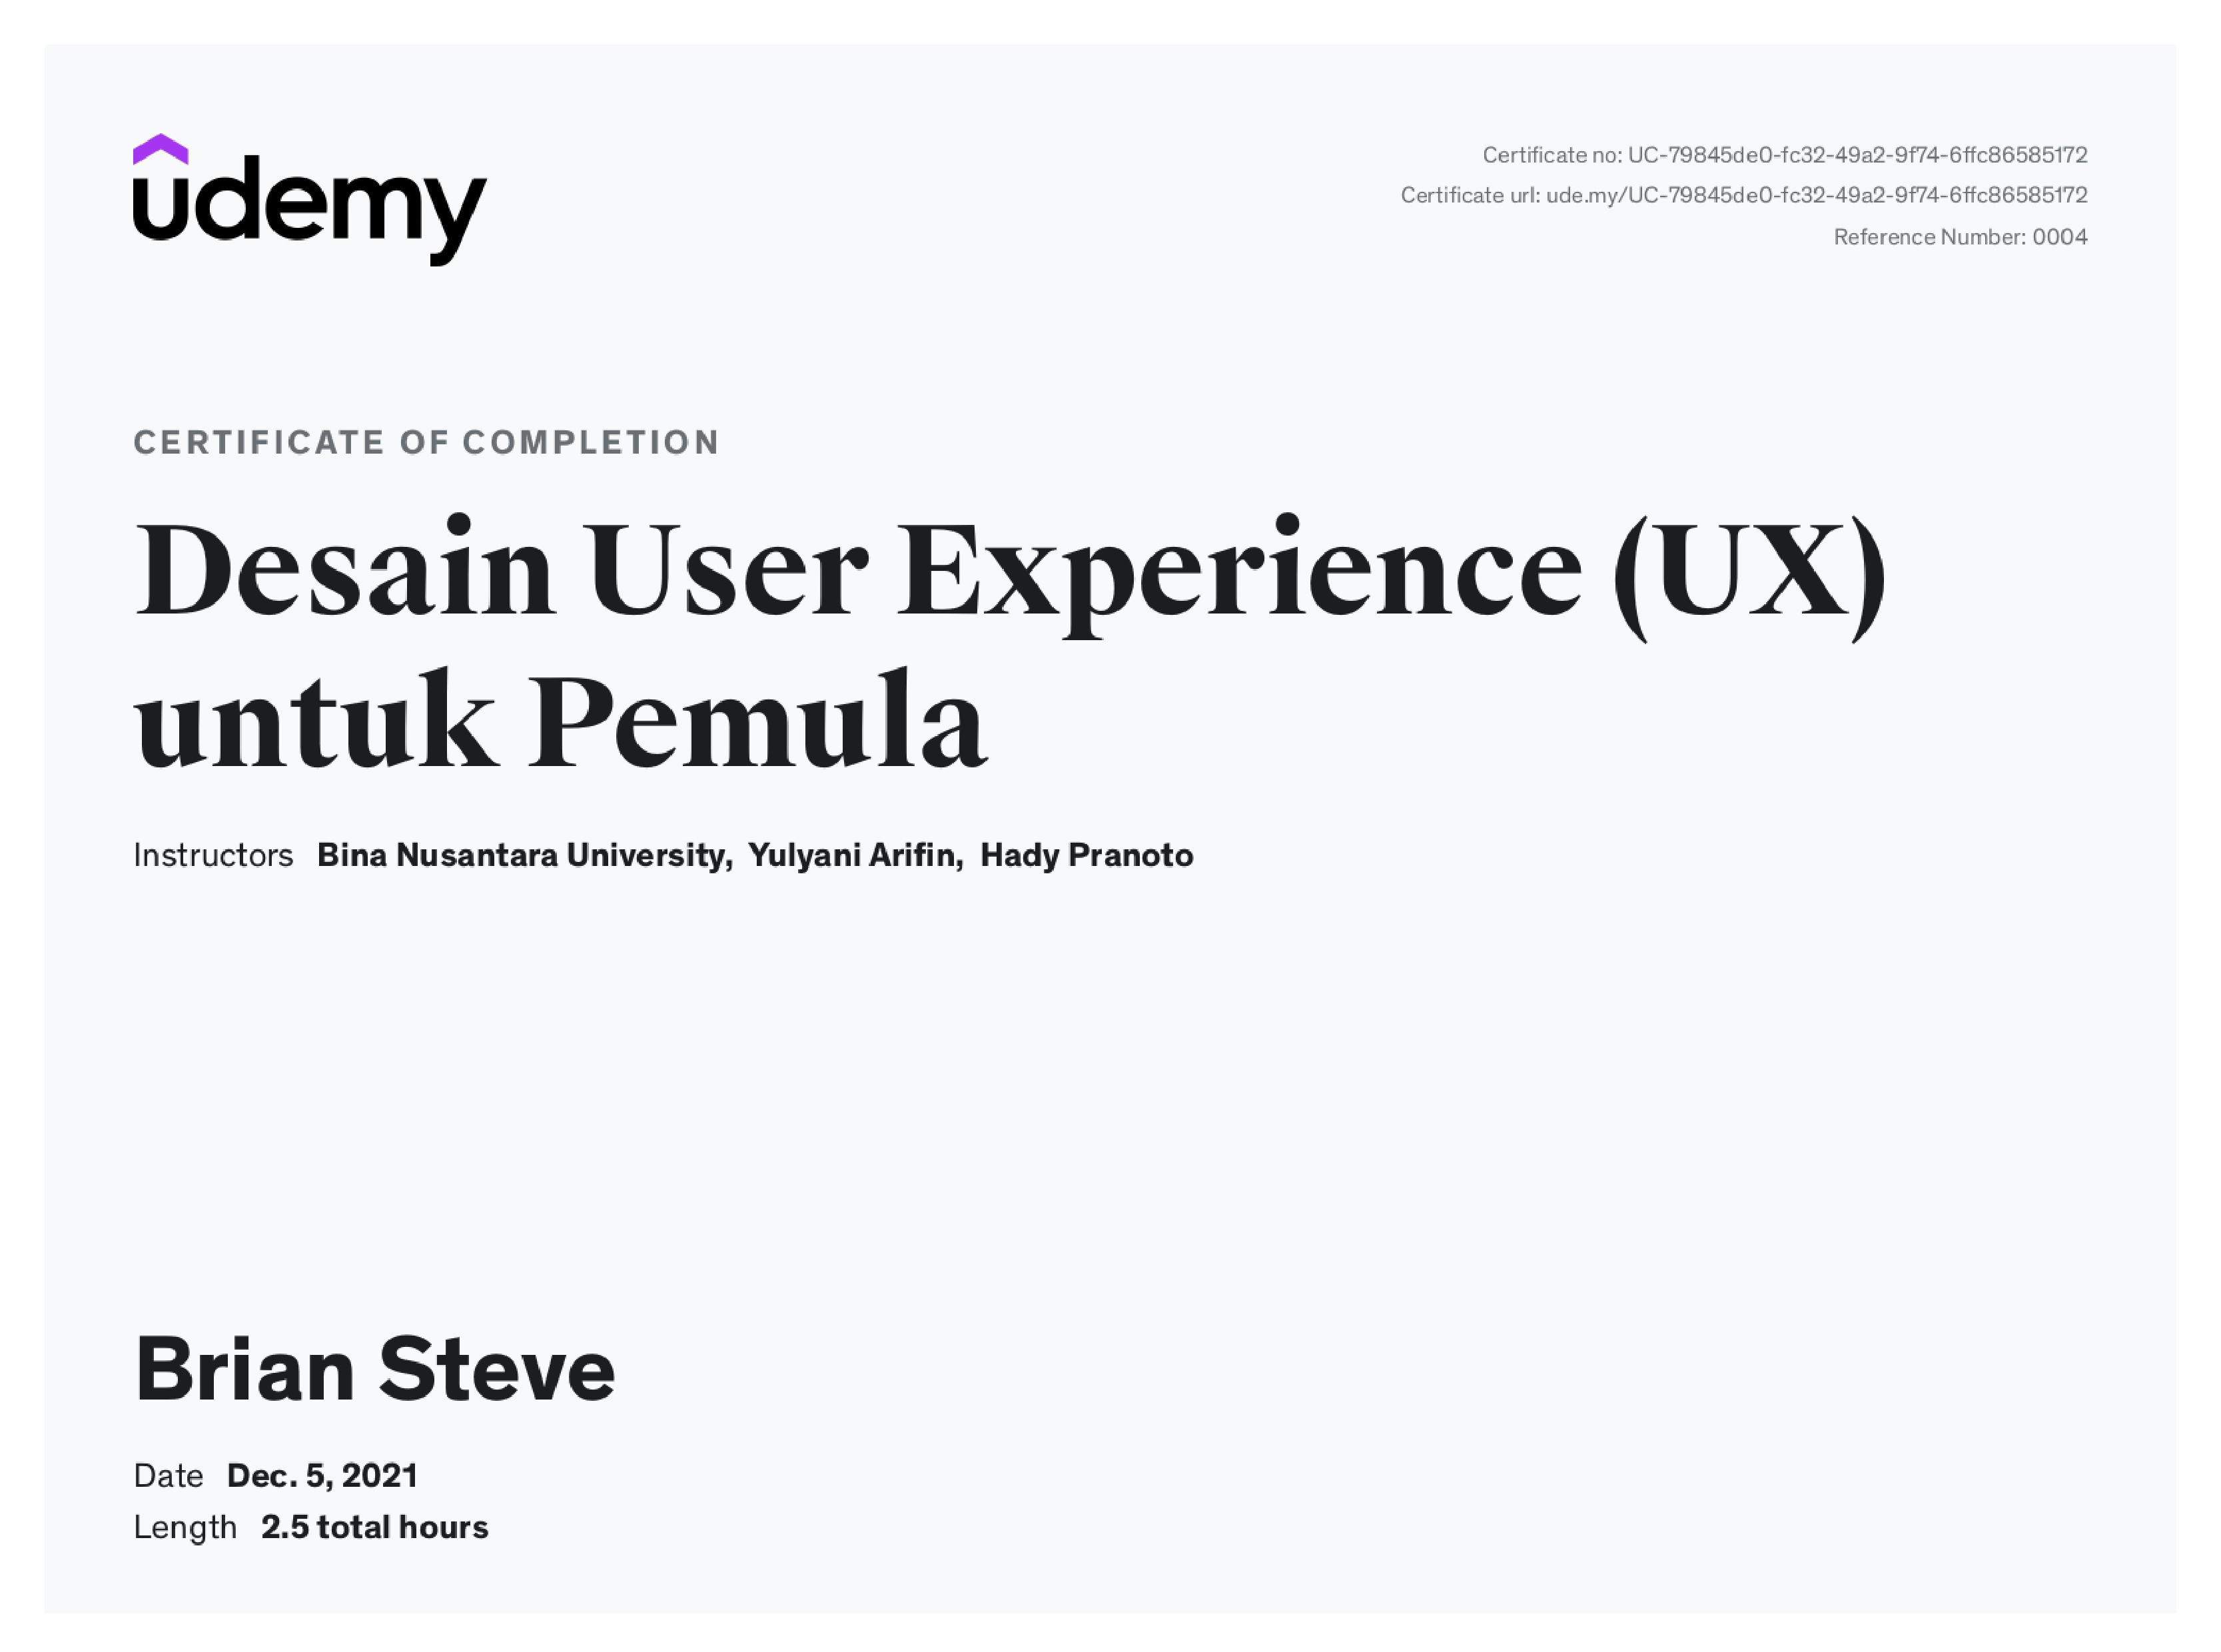 udemy
Certificate no: UC-79845de0-fc32-49a2-9f74-6ffc86585172
Certificate url: ude.my/UC-79845de0-fc32-49a2-9f74-6ffc86585172
Reference Number: 0004
CERTIFICATE OF COMPLETION
Desain User Experience (UX)
untuk Pemula
Instructors Bina Nusantara University, Yulyani Arifin, Hady Pranoto
Brian Steve
Date Dec. 5, 2021
Length 2.5 total hours